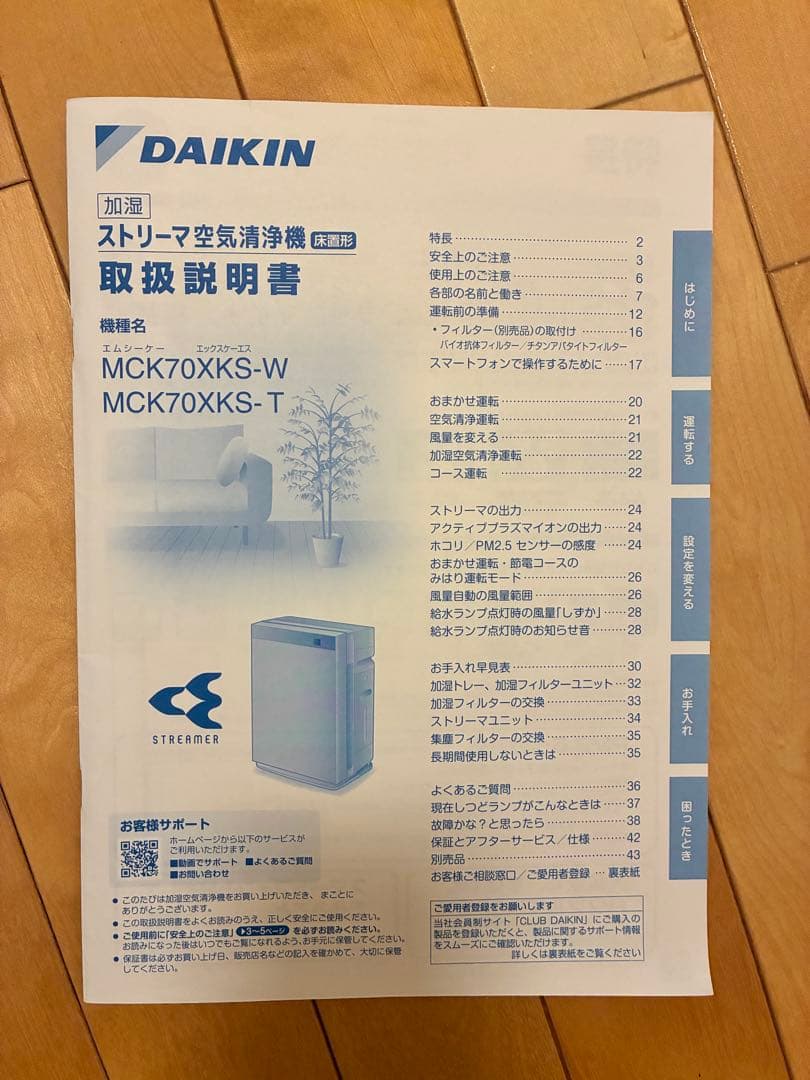 DAIKIN
加湿
ストリーマ空気清浄機 床置形
取扱説明書
機種名
エムシーケー エックスケーエス
MCK70XKS-W
MCK70XKS-T
STREAMER
お客様サポート
ホームページから以下のサービスが
ご利用いただけます。
■動画でサポート ■よくあるご質問
■お問い合わせ
● このたびは加湿空気清浄機をお買い上げいただき、まことに
ありがとうございます。
● この取扱説明書をよくお読みのうえ、正しく安全にご使用ください。
● ご使用前に「安全上のご注意」 3~5ページ を必ずお読みください。
お読みになった後はいつでもご覧になれるよう、お手元に保管してください。
● 保証書は必ずお買い上げ日、販売店名などの記入を確かめて、大切に保管
してください。
特長 2
安全上のご注意 3
使用上のご注意 6
各部の名前と働き 7
運転前の準備 12
・フィルター(別売品)の取付け 16
バイオ抗体フィルター/チタンアパタイトフィルター
スマートフォンで操作するために 17
はじめに
おまかせ運転 20
空気清浄運転 21
風量を変える 21
加湿空気清浄運転 22
コース運転 22
運転する
ストリーマの出力 24
アクティブプラズマイオンの出力 24
ホコリ/PM2.5 センサーの感度 24
おまかせ運転・節電コースの
みはり運転モード 26
風量自動の風量範囲 26
給水ランプ点灯時の風量「しずか」 28
給水ランプ点灯時のお知らせ音 28
設定を変える
お手入れ早見表 30
加湿トレー、加湿フィルターユニット 32
加湿フィルターの交換 33
ストリーマユニット 34
集塵フィルターの交換 35
長期間使用しないときは 35
お手入れ
よくあるご質問 36
現在しつどランプがこんなときは 37
故障かな?と思ったら 38
保証とアフターサービス/仕様 42
別売品 43
お客様ご相談窓口/ご愛用者登録 … 裏表紙
困ったとき
ご愛用者登録をお願いします
当社会員制サイト「CLUB DAIKIN」にご購入の
製品を登録いただくと、製品に関するサポート情報
をスムーズにご確認いただけます。
詳しくは裏表紙をご覧ください